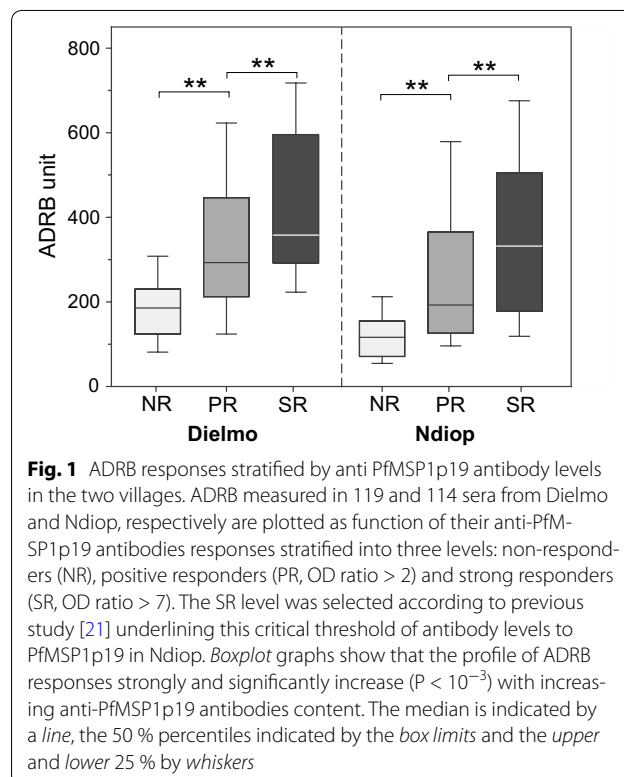 800
** ** ** **
600
400
200
0
ADRB unit
NR PR SR NR PR SR
Dielmo Ndiop
Fig. 1 ADRB responses stratified by anti PfMSP1p19 antibody levels
in the two villages. ADRB measured in 119 and 114 sera from Dielmo
and Ndiop, respectively are plotted as function of their anti-PfM-
SP1p19 antibodies responses stratified into three levels: non-respond-
ers (NR), positive responders (PR, OD ratio > 2) and strong responders
(SR, OD ratio > 7). The SR level was selected according to previous
study [21] underlining this critical threshold of antibody levels to
PfMSP1p19 in Ndiop. Boxplot graphs show that the profile of ADRB
responses strongly and significantly increase (P < 10⁻³) with increas-
ing anti-PfMSP1p19 antibodies content. The median is indicated by
a line, the 50 % percentiles indicated by the box limits and the upper
and lower 25 % by whiskers